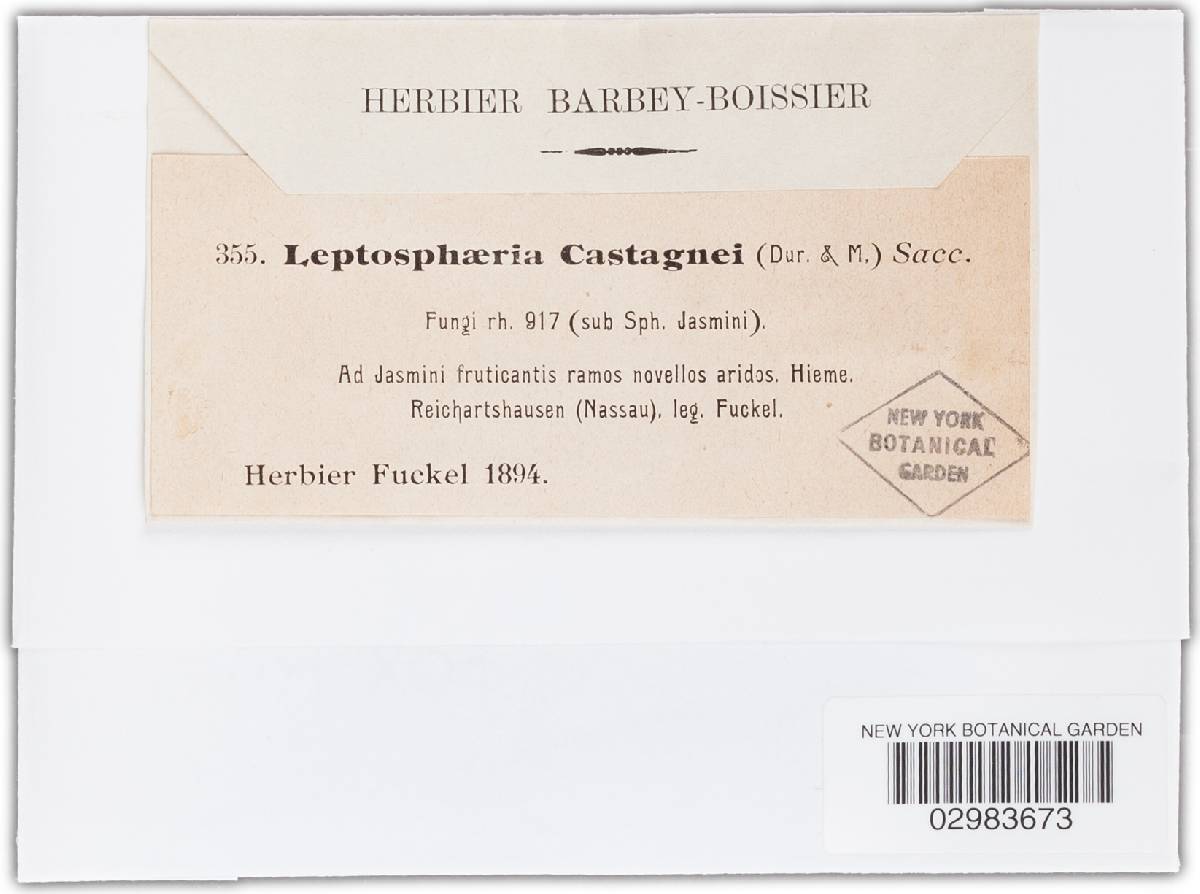 HERBIER BARBEY-BOISSIER
355. Leptosphæria Castagnei (Dur. & M.) Sacc.
Fungi rh. 917 (sub Sph. Jasmini).
Ad Jasmini fruticantis ramos novellos aridos. Hieme.
Reichartshausen (Nassau), leg. Fuckel.
Herbier Fuckel 1894.
NEW YORK
BOTANICAL
GARDEN
NEW YORK BOTANICAL GARDEN
02983673